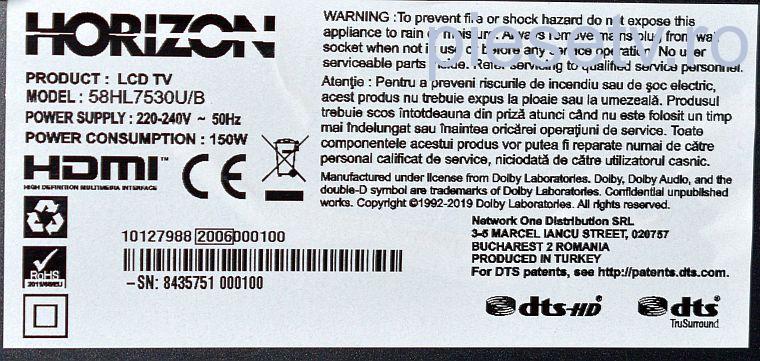 HORIZON
PRODUCT : LCD TV
MODEL : 58HL7530U/B
POWER SUPPLY : 220-240V ~ 50Hz
POWER CONSUMPTION : 150W
HDMI™
HIGH DEFINITION MULTIMEDIA INTERFACE
CE
RoHS
2011/65/EU
WARNING : To prevent fire or shock hazard do not expose this
appliance to rain or moisture. Always remove mains plug from wall
socket when not in use or before any service operation. No user
serviceable parts inside. Refer servicing to qualified service personnel.
Atenţie : Pentru a preveni riscurile de incendiu sau de şoc electric,
acest produs nu trebuie expus la ploaie sau la umezeală. Produsul
trebuie scos întotdeauna din priză atunci când nu este folosit un timp
mai îndelungat sau înaintea oricărei operaţiuni de service. Toate
componentele acestui produs vor putea fi reparate numai de către
personal calificat de service, niciodată de către utilizatorul casnic.
Manufactured under license from Dolby Laboratories. Dolby, Dolby Audio, and the
double-D symbol are trademarks of Dolby Laboratories. Confidential unpublished
works. Copyright ©1992-2019 Dolby Laboratories. All rights reserved.
10127988 2006000100
-SN: 8435751 000100
Network One Distribution SRL
3-5 MARCEL IANCU STREET, 020757
BUCHAREST 2 ROMANIA
PRODUCED IN TURKEY
For DTS patents, see http://patents.dts.com.
dts-HD
dts
TruSurround
piesetv.ro